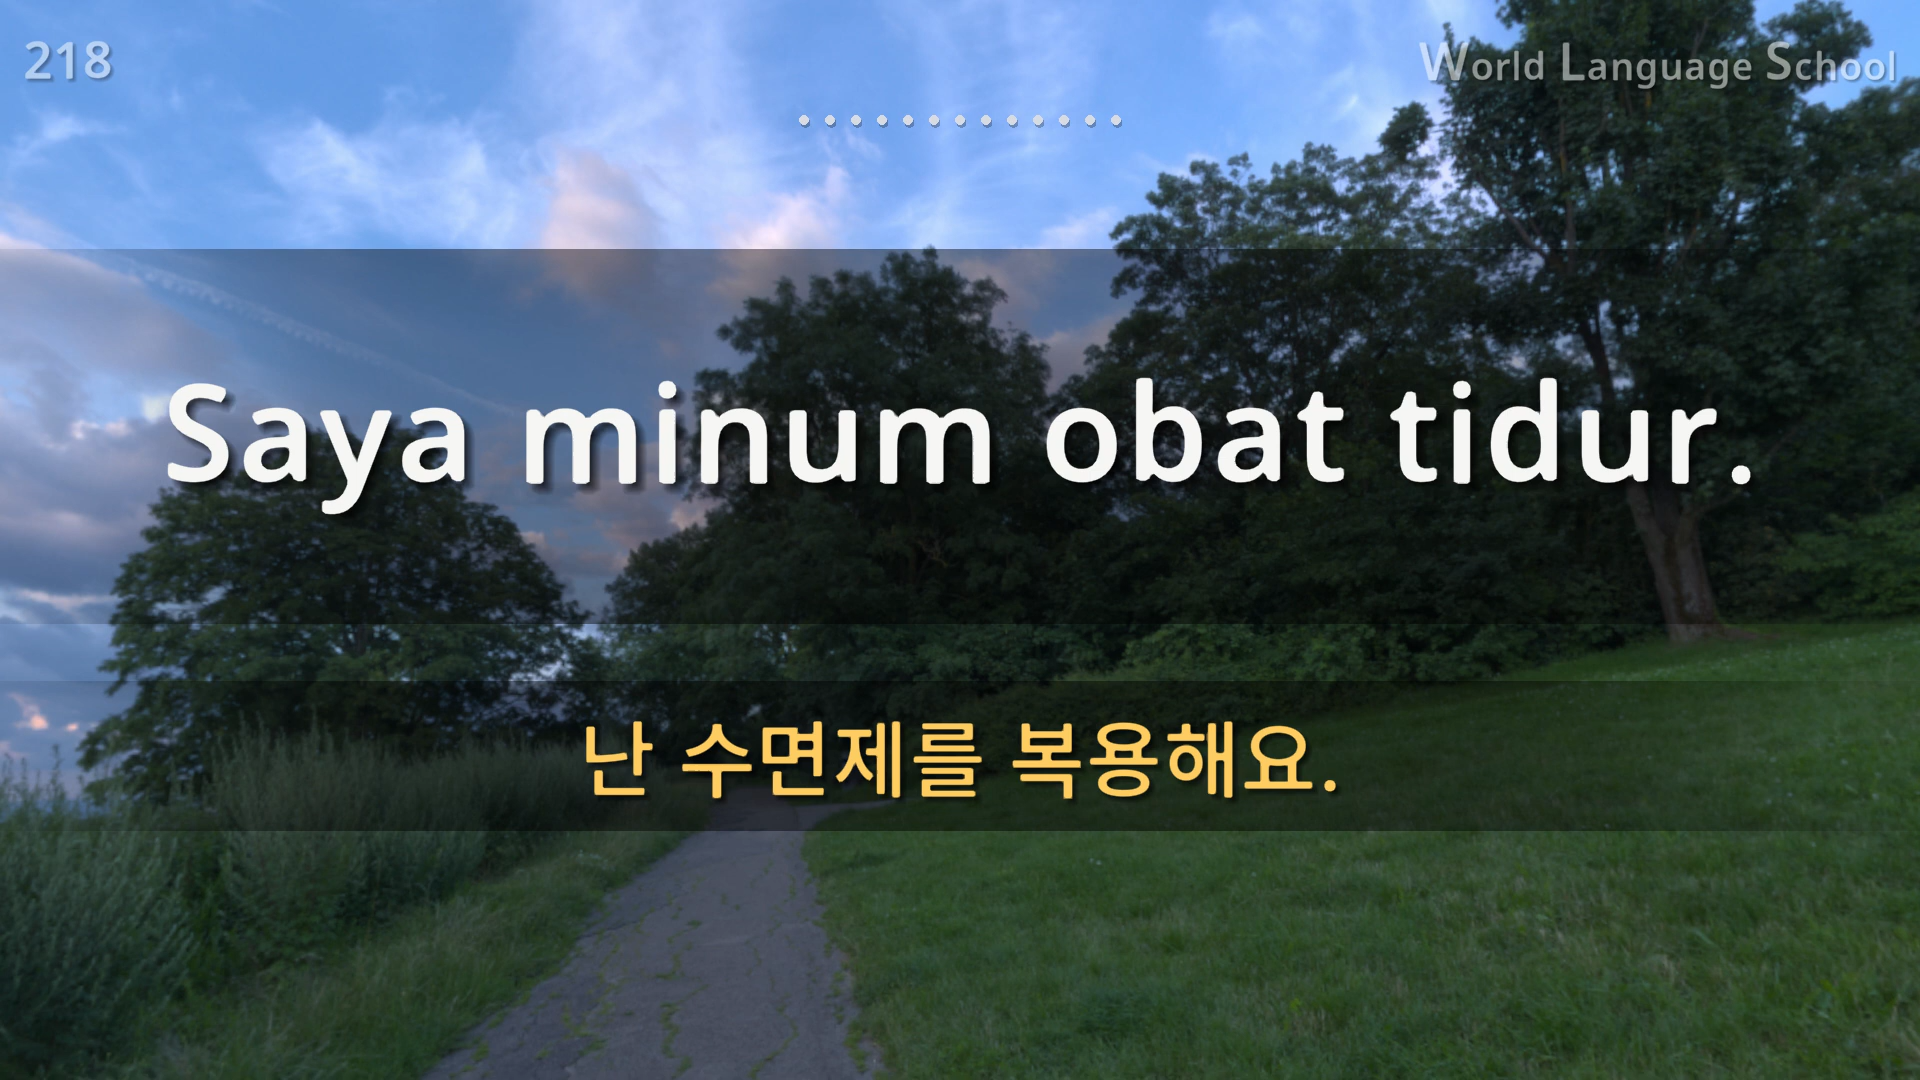 218
World Language School
Saya minum obat tidur.
난 수면제를 복용해요.